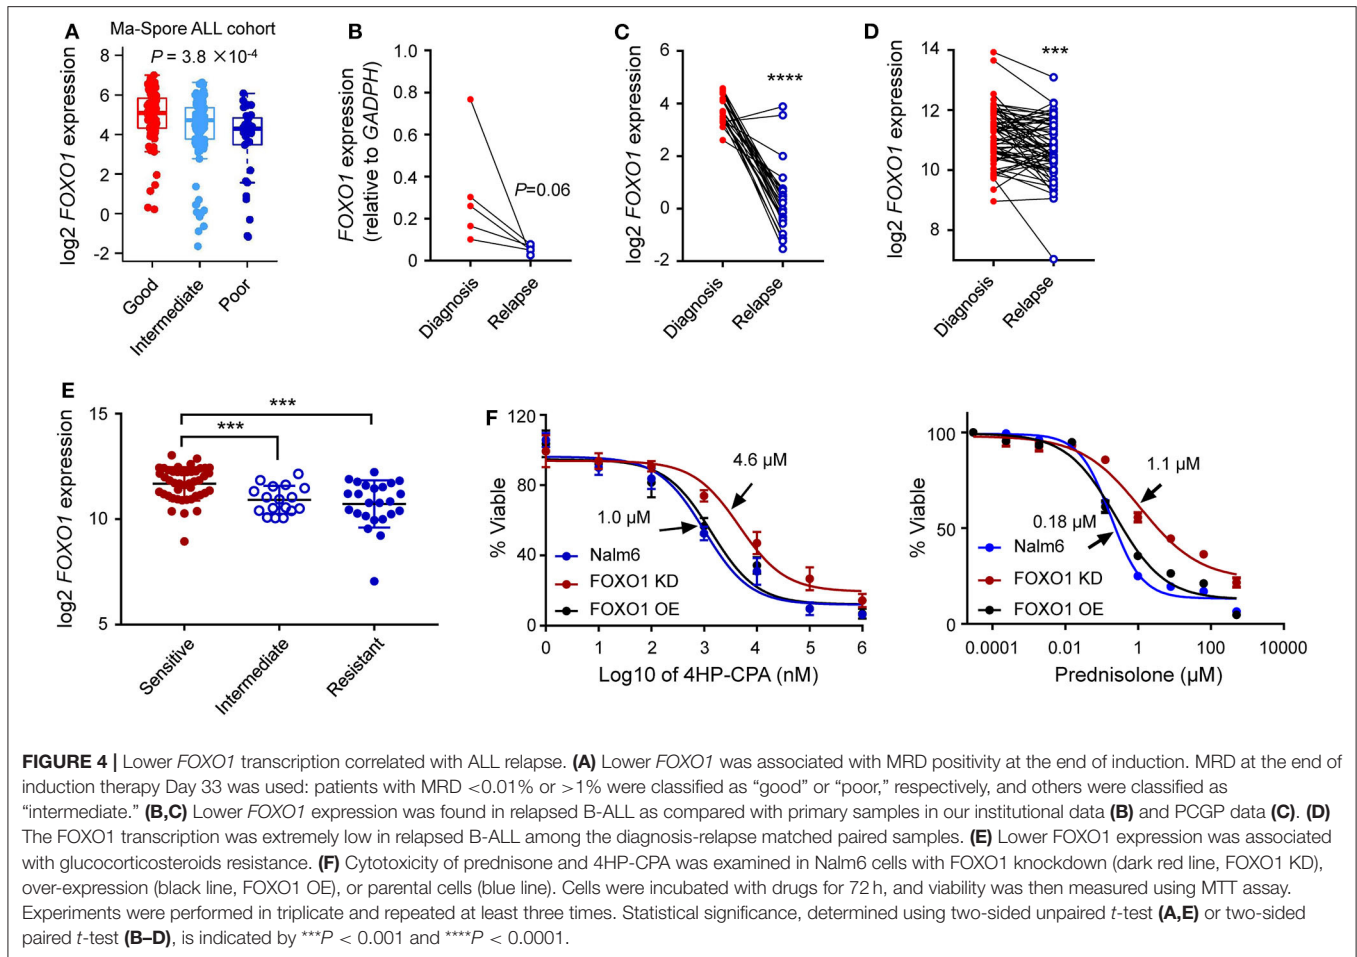 A
Ma-Spore ALL cohort
P = 3.8 ×10-4
log2 FOXO1 expression
8
6
4
2
0
-2
Good
Intermediate
Poor
B
FOXO1 expression
(relative to GADPH)
1.0
0.8
0.6
0.4
0.2
0
P=0.06
Diagnosis
Relapse
C
log2 FOXO1 expression
6
4
2
0
-2
****
Diagnosis
Relapse
D
log2 FOXO1 expression
14
12
10
8
***
Diagnosis
Relapse
E
log2 FOXO1 expression
15
10
5
***
***
Sensitive
Intermediate
Resistant
F
% Viable
120
80
40
0
4.6 µM
1.0 µM
Nalm6
FOXO1 KD
FOXO1 OE
0 1 2 3 4 5 6
Log10 of 4HP-CPA (nM)
% Viable
100
50
0
1.1 µM
0.18 µM
Nalm6
FOXO1 KD
FOXO1 OE
0.0001 0.01 1 100 10000
Prednisolone (µM)
FIGURE 4 | Lower FOXO1 transcription correlated with ALL relapse. (A) Lower FOXO1 was associated with MRD positivity at the end of induction. MRD at the end of
induction therapy Day 33 was used: patients with MRD <0.01% or >1% were classified as “good” or “poor,” respectively, and others were classified as
“intermediate.” (B,C) Lower FOXO1 expression was found in relapsed B-ALL as compared with primary samples in our institutional data (B) and PCGP data (C). (D)
The FOXO1 transcription was extremely low in relapsed B-ALL among the diagnosis-relapse matched paired samples. (E) Lower FOXO1 expression was associated
with glucocorticosteroids resistance. (F) Cytotoxicity of prednisone and 4HP-CPA was examined in Nalm6 cells with FOXO1 knockdown (dark red line, FOXO1 KD),
over-expression (black line, FOXO1 OE), or parental cells (blue line). Cells were incubated with drugs for 72 h, and viability was then measured using MTT assay.
Experiments were performed in triplicate and repeated at least three times. Statistical significance, determined using two-sided unpaired t-test (A,E) or two-sided
paired t-test (B–D), is indicated by ***P < 0.001 and ****P < 0.0001.